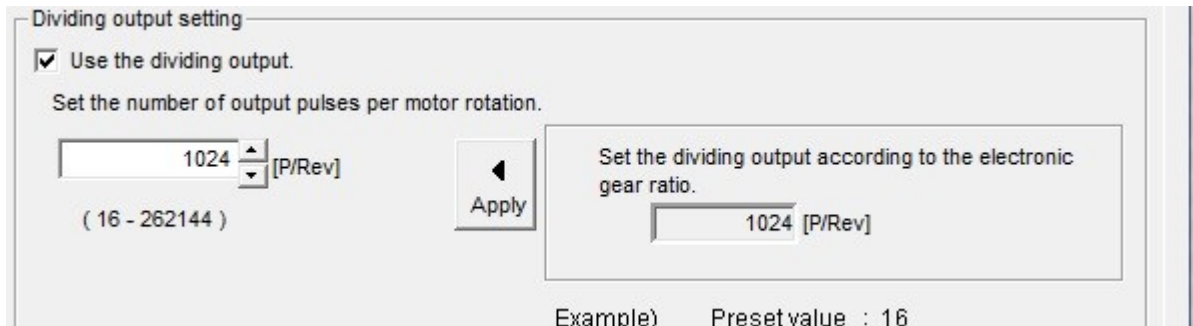 Dividing output setting
Use the dividing output.
Set the number of output pulses per motor rotation.
1024 [P/Rev]
( 16 - 262144 )
Apply
Set the dividing output according to the electronic
gear ratio.
1024 [P/Rev]
Example) Preset value : 16